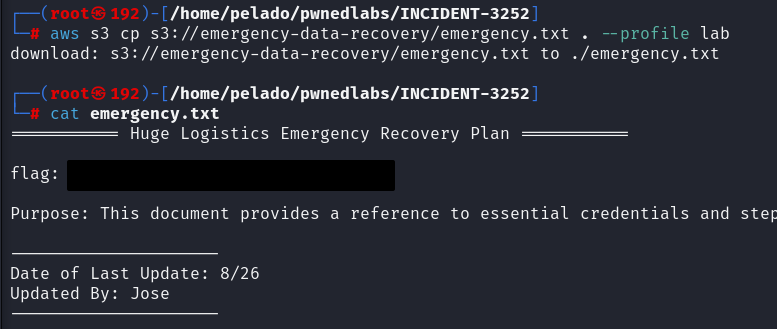 ┌──(root㉿192)-[/home/pelado/pwnedlabs/INCIDENT-3252]
└─# aws s3 cp s3://emergency-data-recovery/emergency.txt . --profile lab
download: s3://emergency-data-recovery/emergency.txt to ./emergency.txt
┌──(root㉿192)-[/home/pelado/pwnedlabs/INCIDENT-3252]
└─# cat emergency.txt
=========== Huge Logistics Emergency Recovery Plan ===========
flag:
Purpose: This document provides a reference to essential credentials and step
---------------------
Date of Last Update: 8/26
Updated By: Jose
---------------------